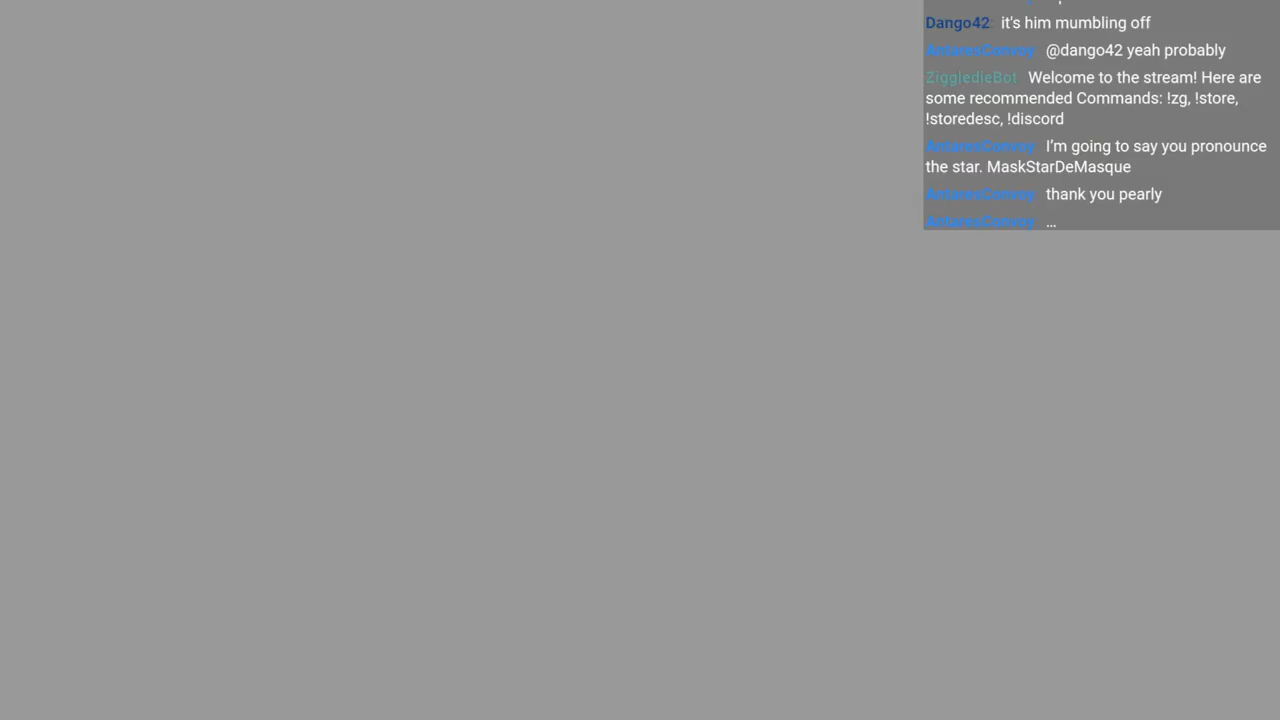 Dango42: it's him mumbling off
AntaresConvoy @dango42 yeah probably
ZiggledieBot Welcome to the stream! Here are
some recommended Commands: !zg, !store,
!storedesc, !discord
AntaresConvoy I'm going to say you pronounce
the star. MaskStarDeMasque
AntaresConvoy thank you pearly
AntaresConvoy …